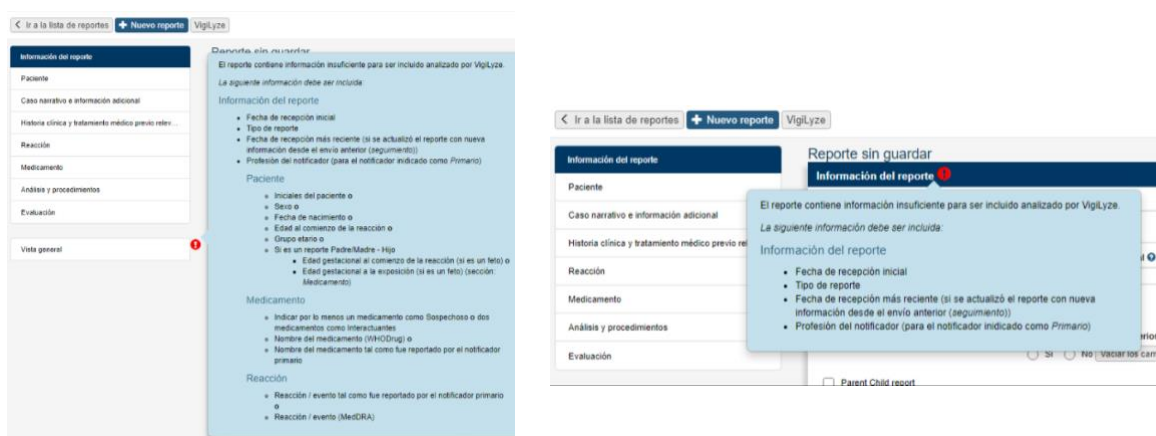 Ir a la lista de reportes
Nuevo reporte
VigiLyze
Información del reporte
Paciente
Caso narrativo e información adicional
Historia clínica y tratamiento médico previo relev...
Reacción
Medicamento
Análisis y procedimientos
Evaluación
Vista general
Reporte sin guardar
El reporte contiene información insuficiente para ser incluido analizado por VigiLyze.
La siguiente información debe ser incluida:
Información del reporte
Fecha de recepción inicial
Tipo de reporte
Fecha de recepción más reciente (si se actualizó el reporte con nueva
información desde el envío anterior (seguimiento))
Profesión del notificador (para el notificador inidicado como Primario)
Paciente
Iniciales del paciente o
Sexo o
Fecha de nacimiento o
Edad al comienzo de la reacción o
Grupo etario o
Si es un reporte Padre/Madre - Hijo
Edad gestacional al comienzo de la reacción (si es un feto) o
Edad gestacional a la exposición (si es un feto) (sección:
Medicamento)
Medicamento
Indicar por lo menos un medicamento como Sospechoso o dos
medicamentos como Interactuantes
Nombre del medicamento (WHODrug) o
Nombre del medicamento tal como fue reportado por el notificador
primario
Reacción
Reacción / evento tal como fue reportado por el notificador primario
o
Reacción / evento (MedDRA)
Ir a la lista de reportes
Nuevo reporte
VigiLyze
Información del reporte
Paciente
Caso narrativo e información adicional
Historia clínica y tratamiento médico previo rel
Reacción
Medicamento
Análisis y procedimientos
Evaluación
Reporte sin guardar
Información del reporte
El reporte contiene información insuficiente para ser incluido analizado por VigiLyze.
La siguiente información debe ser incluida:
Información del reporte
Fecha de recepción inicial
Tipo de reporte
Fecha de recepción más reciente (si se actualizó el reporte con nueva
información desde el envío anterior (seguimiento))
Profesión del notificador (para el notificador inidicado como Primario)
Si
No
Vaciar los
Parent Child report